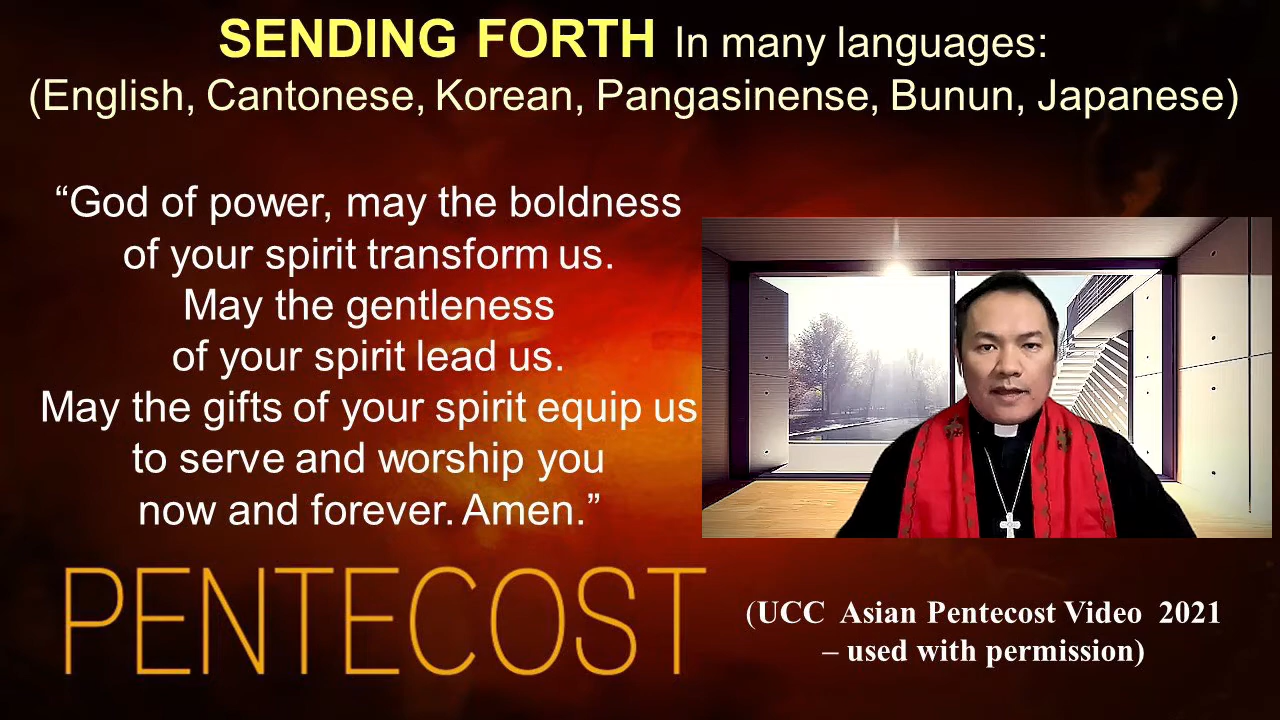 SENDING FORTH In many languages:
(English, Cantonese, Korean, Pangasinense, Bunun, Japanese)
“God of power, may the boldness
of your spirit transform us.
May the gentleness
of your spirit lead us.
May the gifts of your spirit equip us
to serve and worship you
now and forever. Amen.”
PENTECOST
(UCC Asian Pentecost Video 2021
– used with permission)